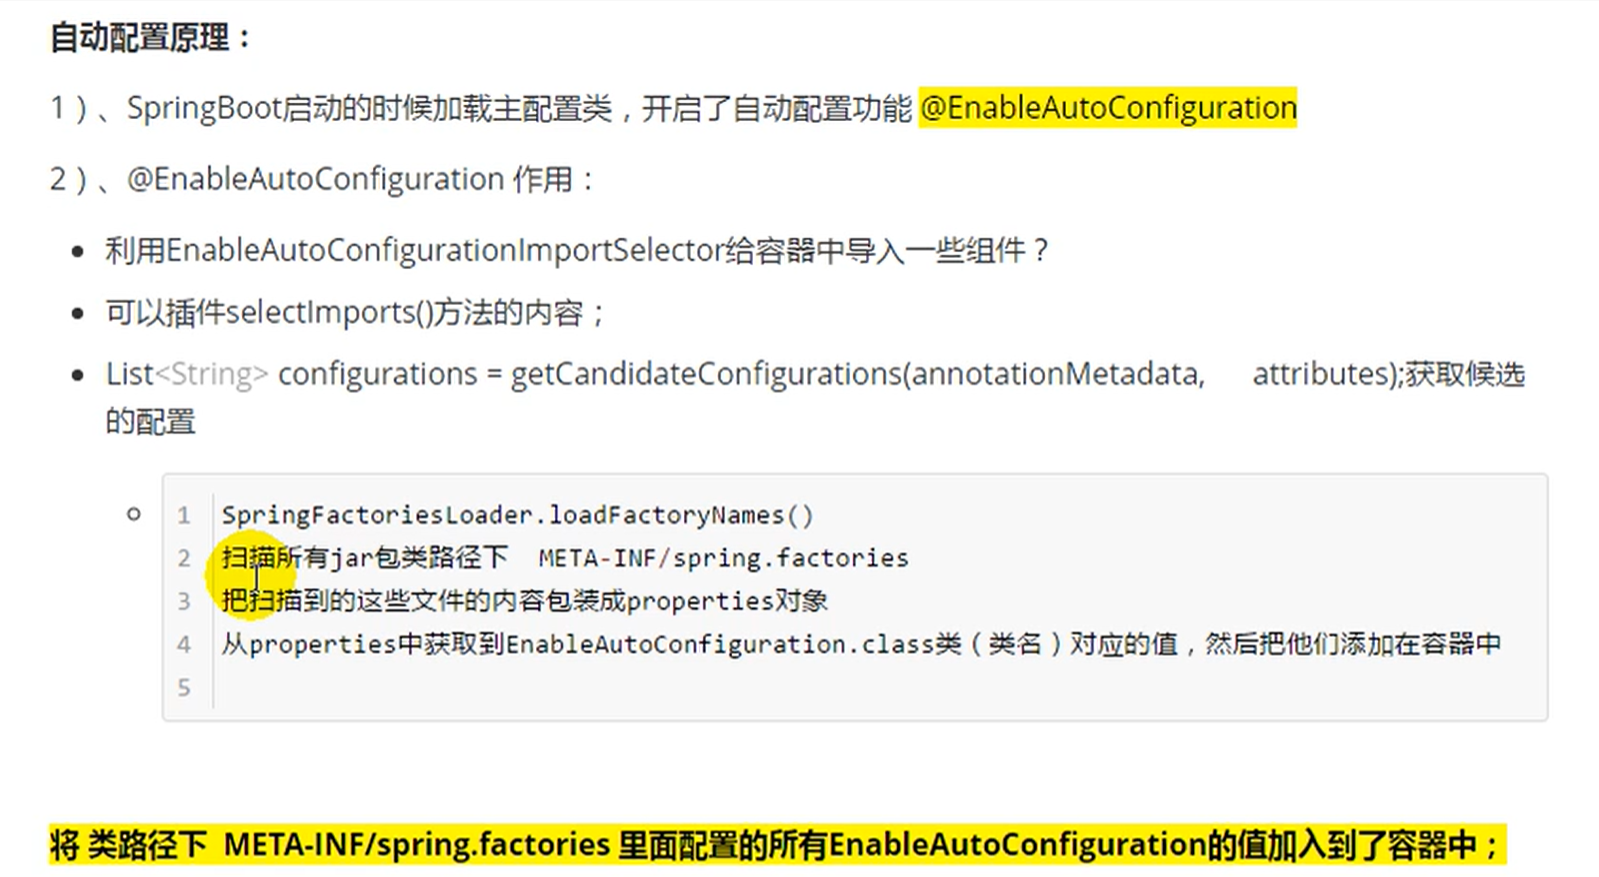 自动配置原理：
1）、SpringBoot启动的时候加载主配置类，开启了自动配置功能 @EnableAutoConfiguration
2）、@EnableAutoConfiguration 作用：
利用EnableAutoConfigurationImportSelector给容器中导入一些组件？
可以插件selectImports()方法的内容；
List<String> configurations = getCandidateConfigurations(annotationMetadata, attributes);获取候选
的配置
1 SpringFactoriesLoader.loadFactoryNames()
2 扫描所有jar包类路径下 META-INF/spring.factories
3 把扫描到的这些文件的内容包装成properties对象
4 从properties中获取到EnableAutoConfiguration.class类（类名）对应的值，然后把他们添加在容器中
5
将 类路径下 META-INF/spring.factories 里面配置的所有EnableAutoConfiguration的值加入到了容器中；